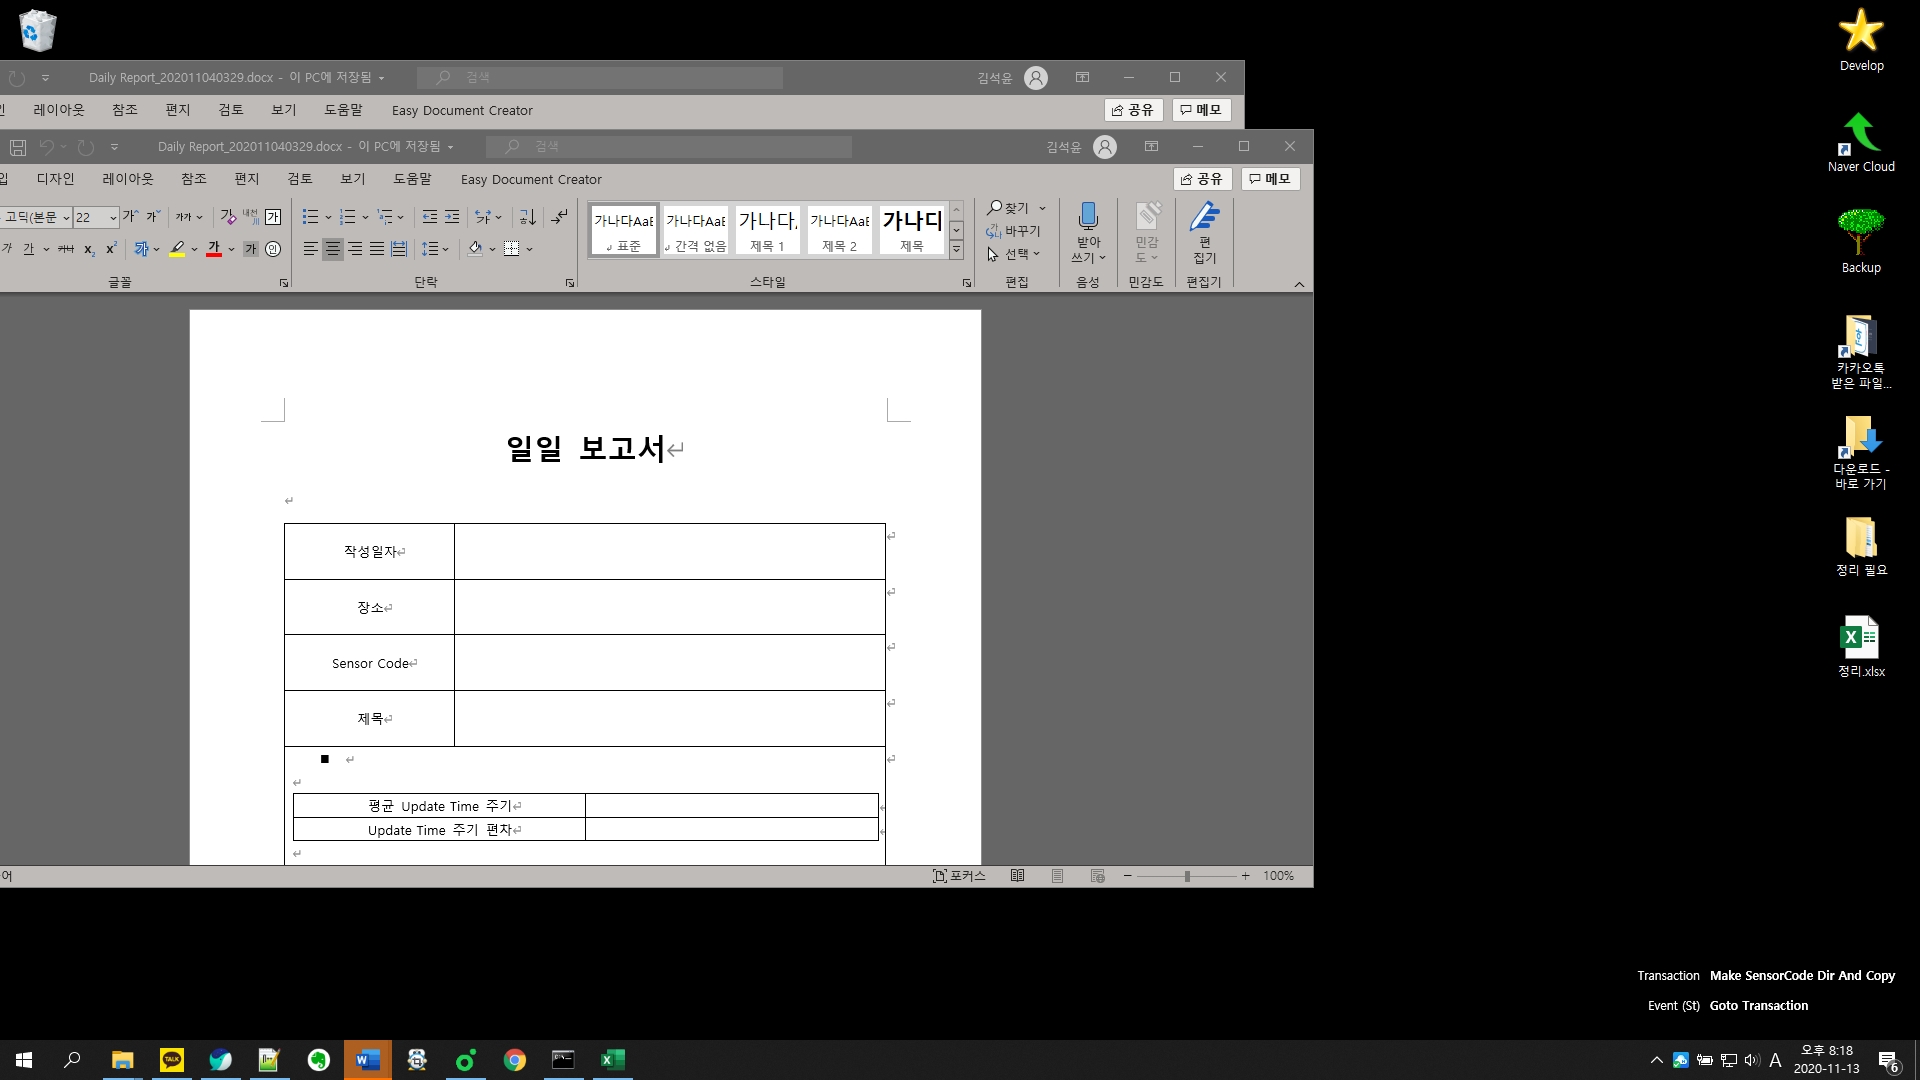 Daily Report_202011040329.docx - 이 PC에 저장됨
검색
김석윤
레이아웃 참조 편지 검토 보기 도움말 Easy Document Creator
공유 메모
Daily Report_202011040329.docx - 이 PC에 저장됨
검색
김석윤
입 디자인 레이아웃 참조 편지 검토 보기 도움말 Easy Document Creator
공유 메모
고딕(본문 22
가나다AaB 가나다AaB 가나다 가나다AaB 가나다
표준 간격 없음 제목 1 제목 2 제목
찾기
바꾸기
선택
받아
쓰기
민감
도
편
집기
글꼴 단락 스타일 편집 음성 민감도 편집기
일일 보고서
작성일자
장소
Sensor Code
제목
평균 Update Time 주기
Update Time 주기 편차
어
포커스
100%
Develop
Naver Cloud
Backup
카카오톡
받은 파일...
다운로드 -
바로 가기
정리 필요
정리.xlsx
Transaction Make SensorCode Dir And Copy
Event (St) Goto Transaction
TALK
A
오후 8:18
2020-11-13
6